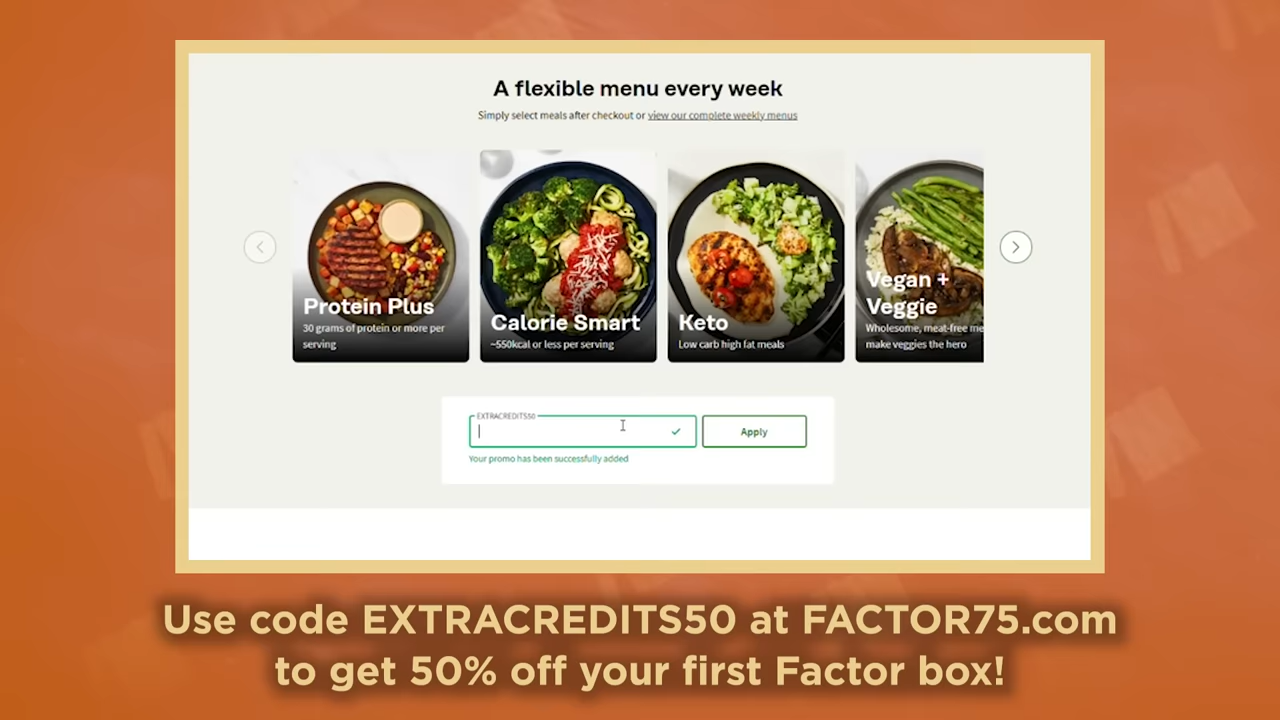 A flexible menu every week
Simply select meals after checkout or view our complete weekly menus
Protein Plus
30 grams of protein or more per
serving
Calorie Smart
~550kcal or less per serving
Keto
Low carb high fat meals
Vegan +
Veggie
Wholesome, meat-free me
make veggies the hero
EXTRACREDITS50
Apply
Your promo has been successfully added
Use code EXTRACREDITS50 at FACTOR75.com
to get 50% off your first Factor box!